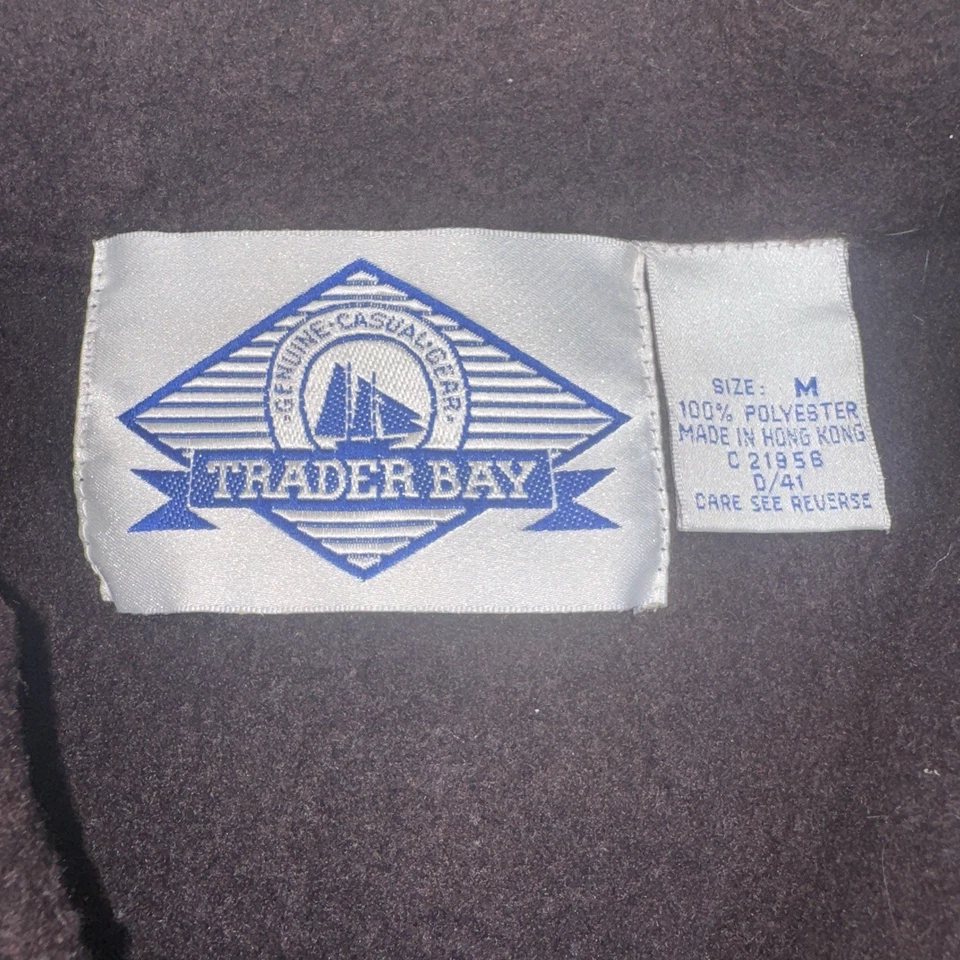 ·GENUINE·CASUAL·GEAR·
TRADER BAY
SIZE: M
100% POLYESTER
MADE IN HONG KONG
C 21956
D/41
CARE SEE REVERSE